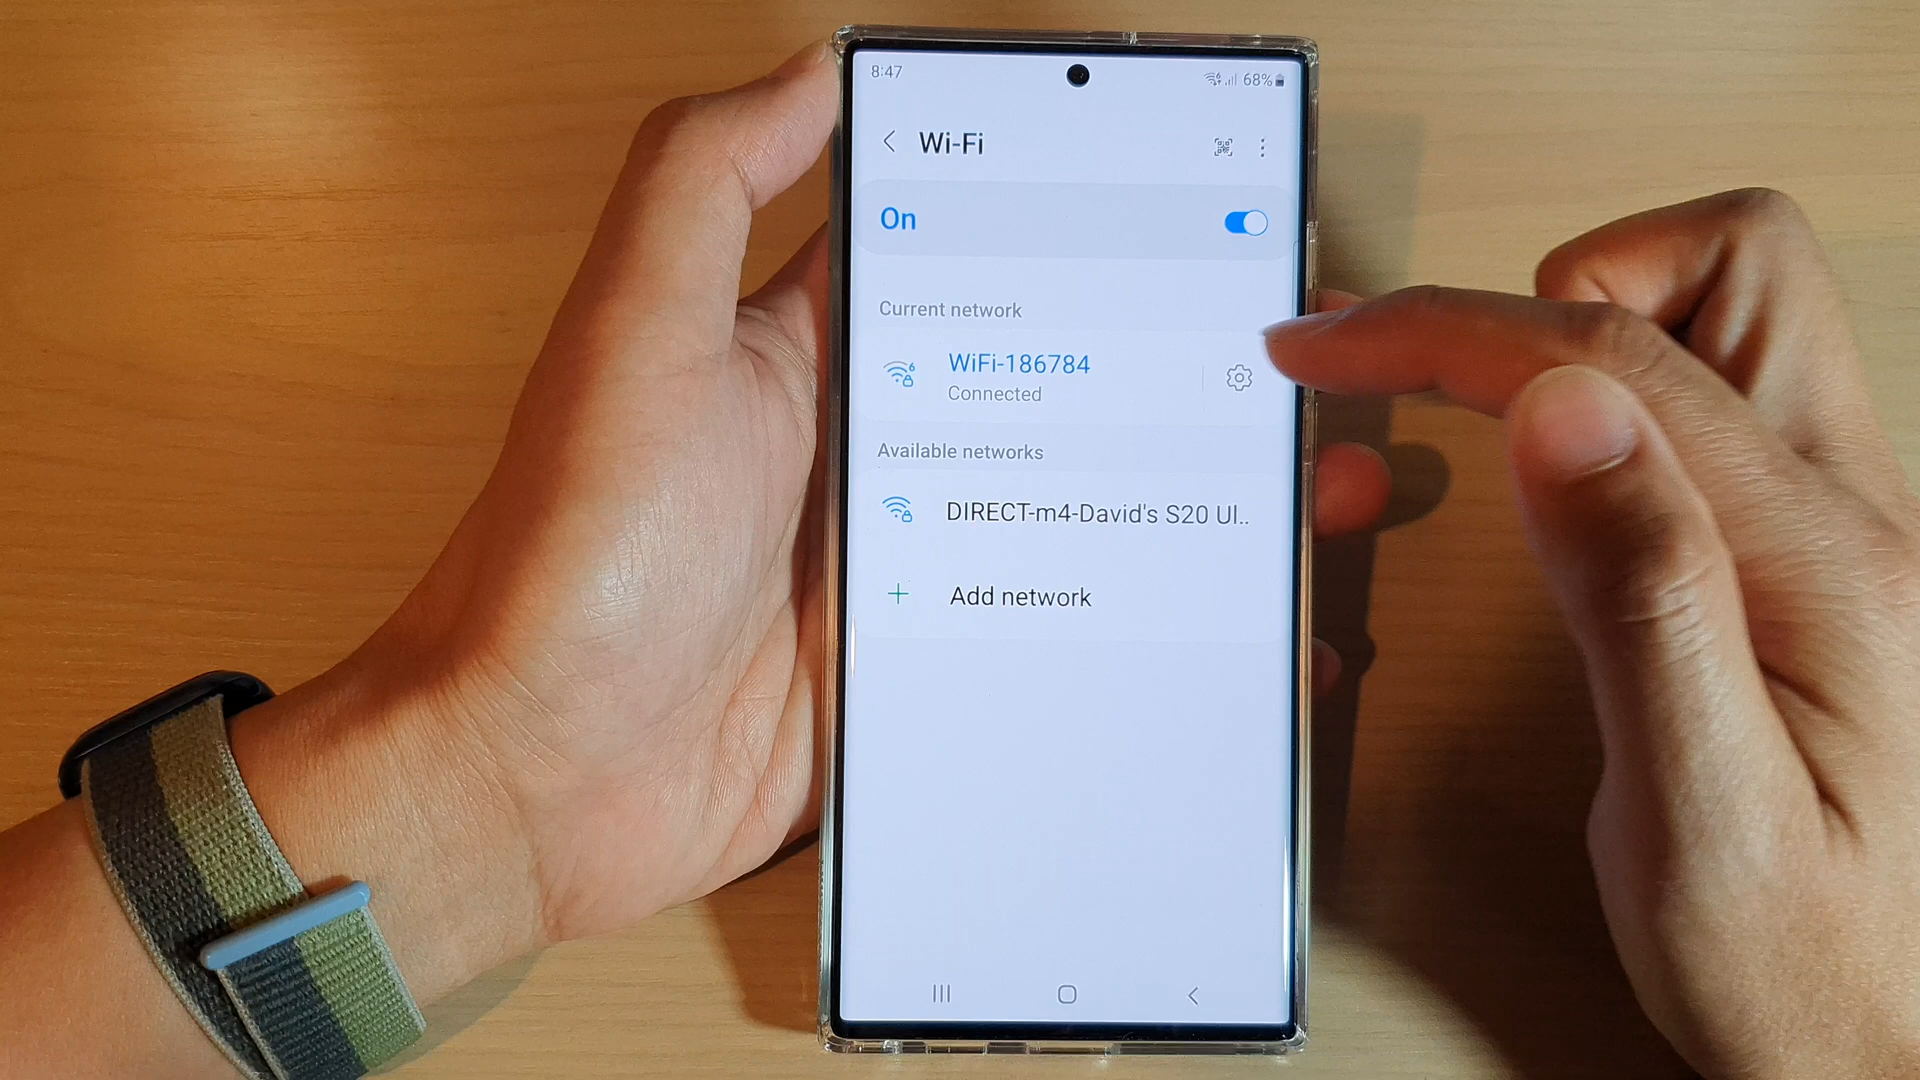 8:47
68%
Wi-Fi
On
Current network
WiFi-186784
Connected
Available networks
DIRECT-m4-David's S20 Ul..
Add network